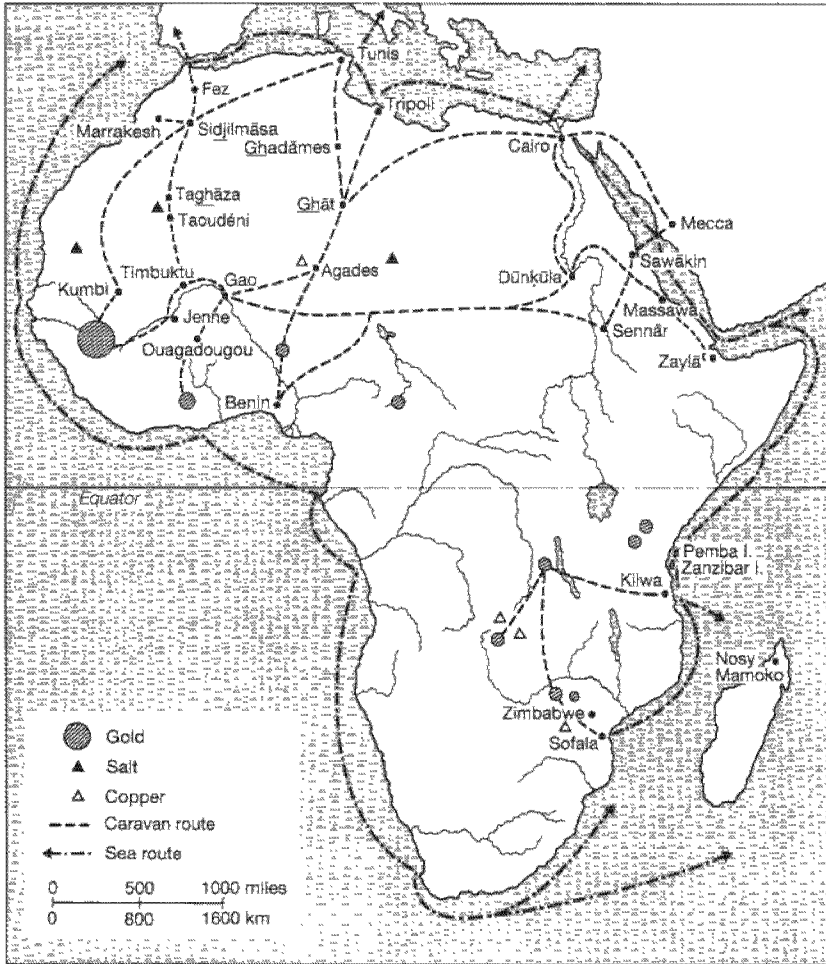 Tunis
Fez
Tripoli
Marrakesh
Sidjilmāsa
Ghadāmes
Cairo
Taghāza
Ghāt
Taoudéni
Mecca
Agades
Sawākin
Timbuktu
Gao
Dūnkūla
Kumbi
Massawa
Jenne
Sennār
Ouagadougou
Zaylā'
Benin
Equator
Pemba I.
Zanzibar I.
Kilwa
Nosy
Mamoko
Zimbabwe
Sofala
Gold
Salt
Copper
Caravan route
Sea route
0 500 1000 miles
0 800 1600 km